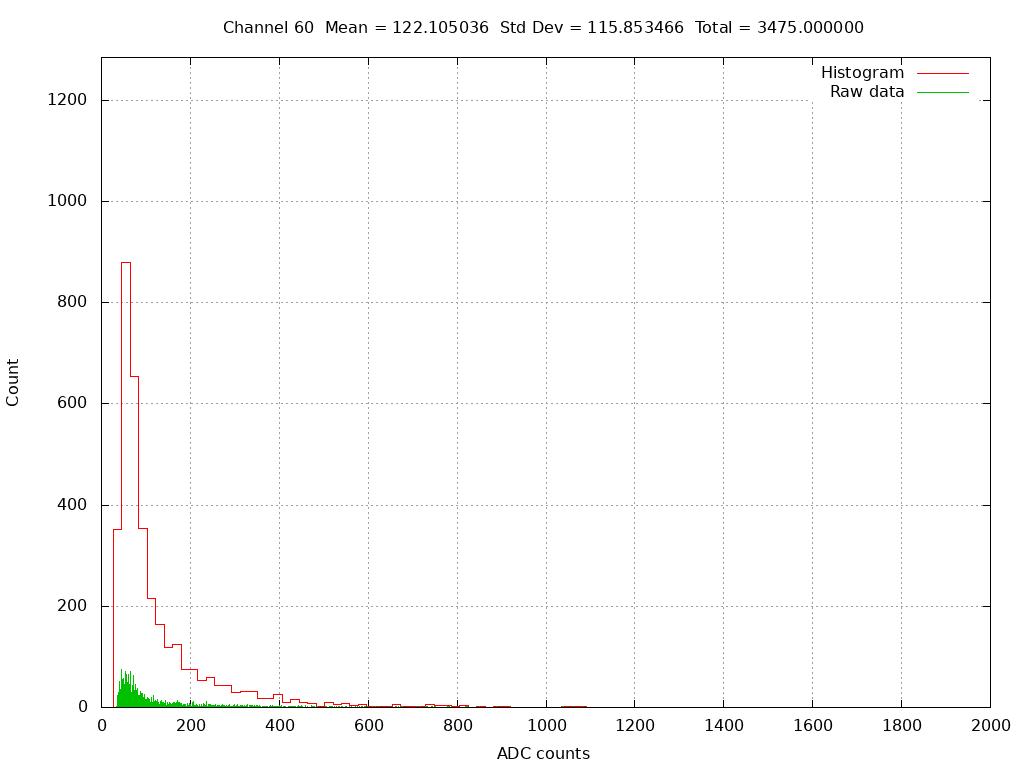 Channel 60  Mean = 122.105036  Std Dev = 115.853466  Total = 3475.000000
Histogram
Raw data
1200
1000
800
600
400
200
0
Count
0 200 400 600 800 1000 1200 1400 1600 1800 2000
ADC counts